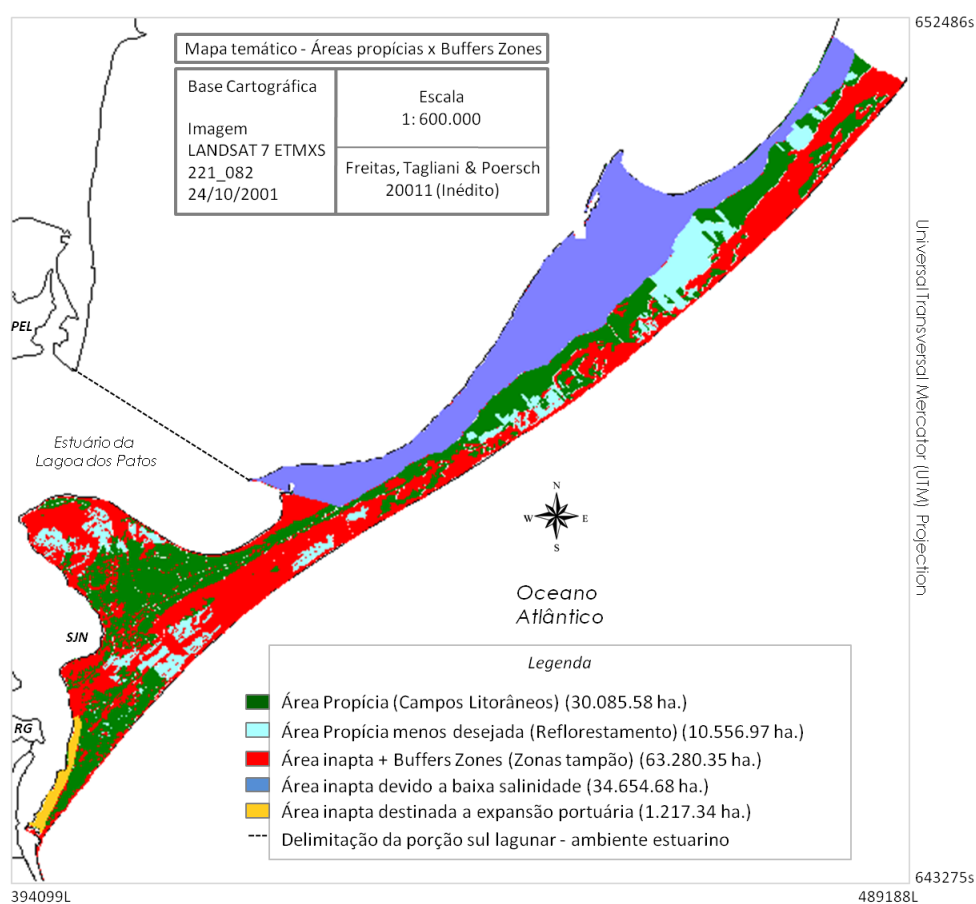 652486s
Mapa temático - Áreas propícias x Buffers Zones
Base Cartográfica
Imagem
LANDSAT 7 ETMXS
221_082
24/10/2001
Escala
1: 600.000
Freitas, Tagliani & Poersch
20011 (Inédito)
PEL
Estuário da
Lagoa dos Patos
Universal Transversal Mercator (UTM) Projection
N
W
E
S
Oceano
Atlântico
SJN
RG
Legenda
Área Propícia (Campos Litorâneos) (30.085.58 ha.)
Área Propícia menos desejada (Reflorestamento) (10.556.97 ha.)
Área inapta + Buffers Zones (Zonas tampão) (63.280.35 ha.)
Área inapta devido a baixa salinidade (34.654.68 ha.)
Área inapta destinada a expansão portuária (1.217.34 ha.)
Delimitação da porção sul lagunar - ambiente estuarino
643275s
394099L
489188L